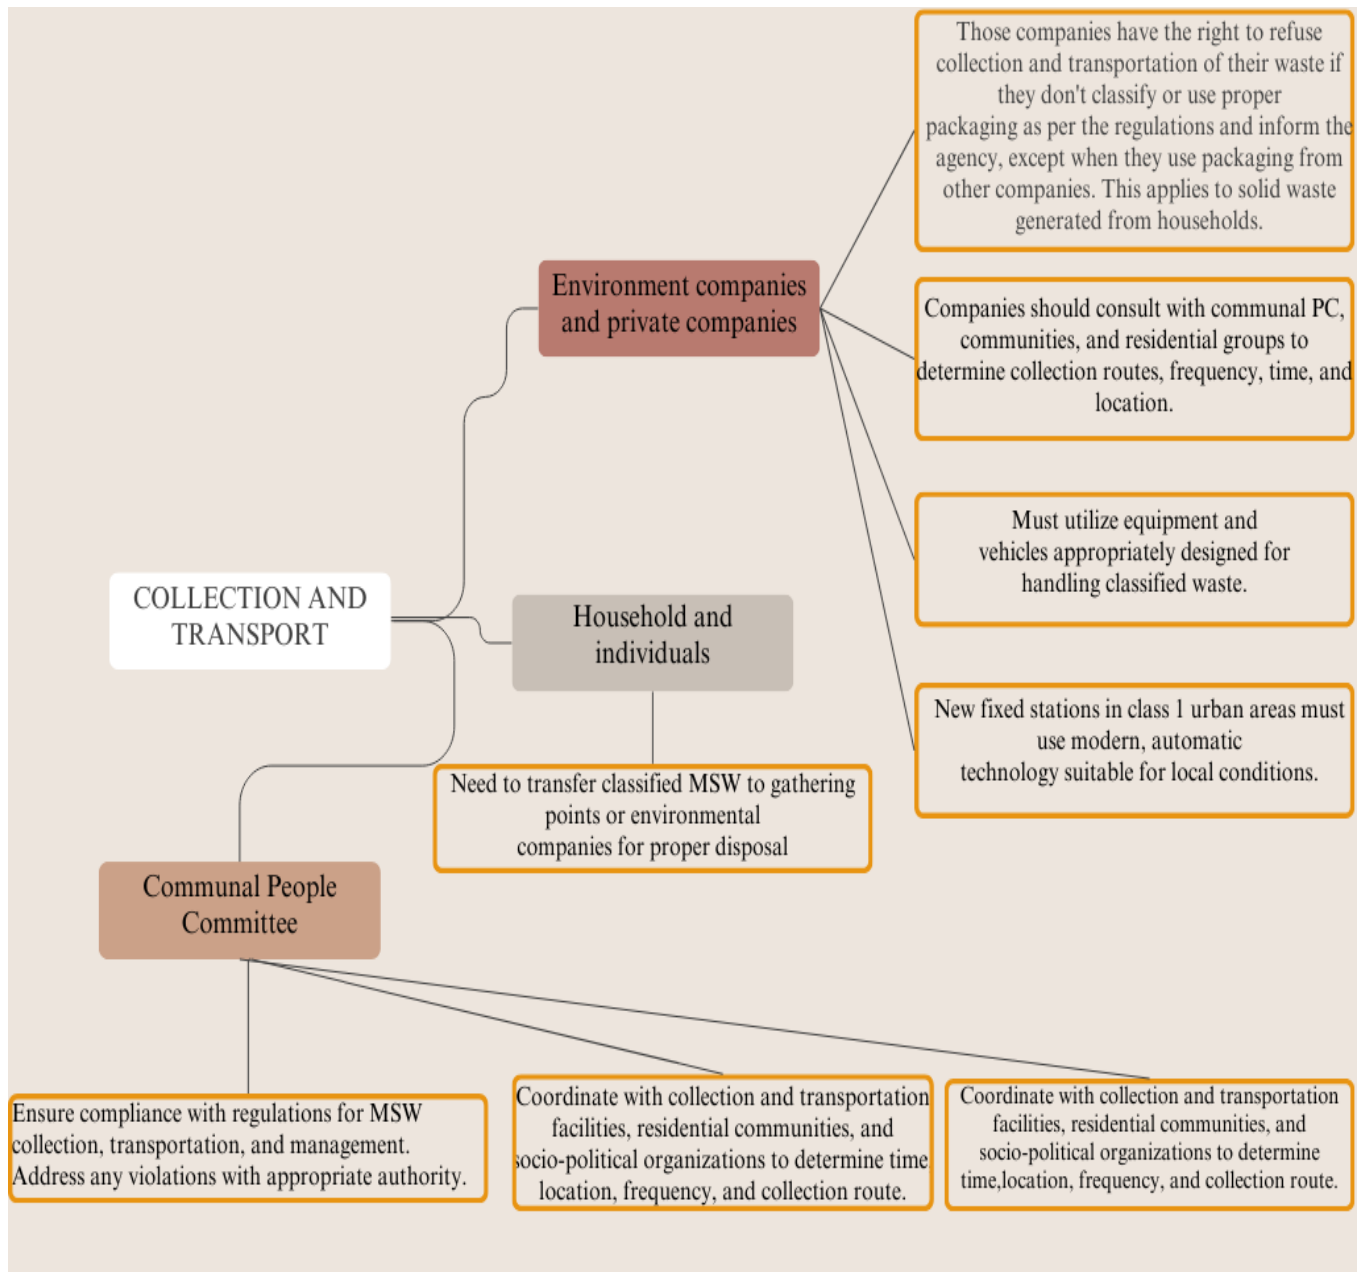 Those companies have the right to refuse
collection and transportation of their waste if
they don't classify or use proper
packaging as per the regulations and inform the
agency, except when they use packaging from
other companies. This applies to solid waste
generated from households.
Environment companies
and private companies
Companies should consult with communal PC,
communities, and residential groups to
determine collection routes, frequency, time, and
location.
Must utilize equipment and
vehicles appropriately designed for
handling classified waste.
COLLECTION AND
TRANSPORT
Household and
individuals
New fixed stations in class 1 urban areas must
use modern, automatic
technology suitable for local conditions.
Need to transfer classified MSW to gathering
points or environmental
companies for proper disposal
Communal People
Committee
Ensure compliance with regulations for MSW
collection, transportation, and management.
Address any violations with appropriate authority.
Coordinate with collection and transportation
facilities, residential communities, and
socio-political organizations to determine time,
location, frequency, and collection route.
Coordinate with collection and transportation
facilities, residential communities, and
socio-political organizations to determine
time,location, frequency, and collection route.